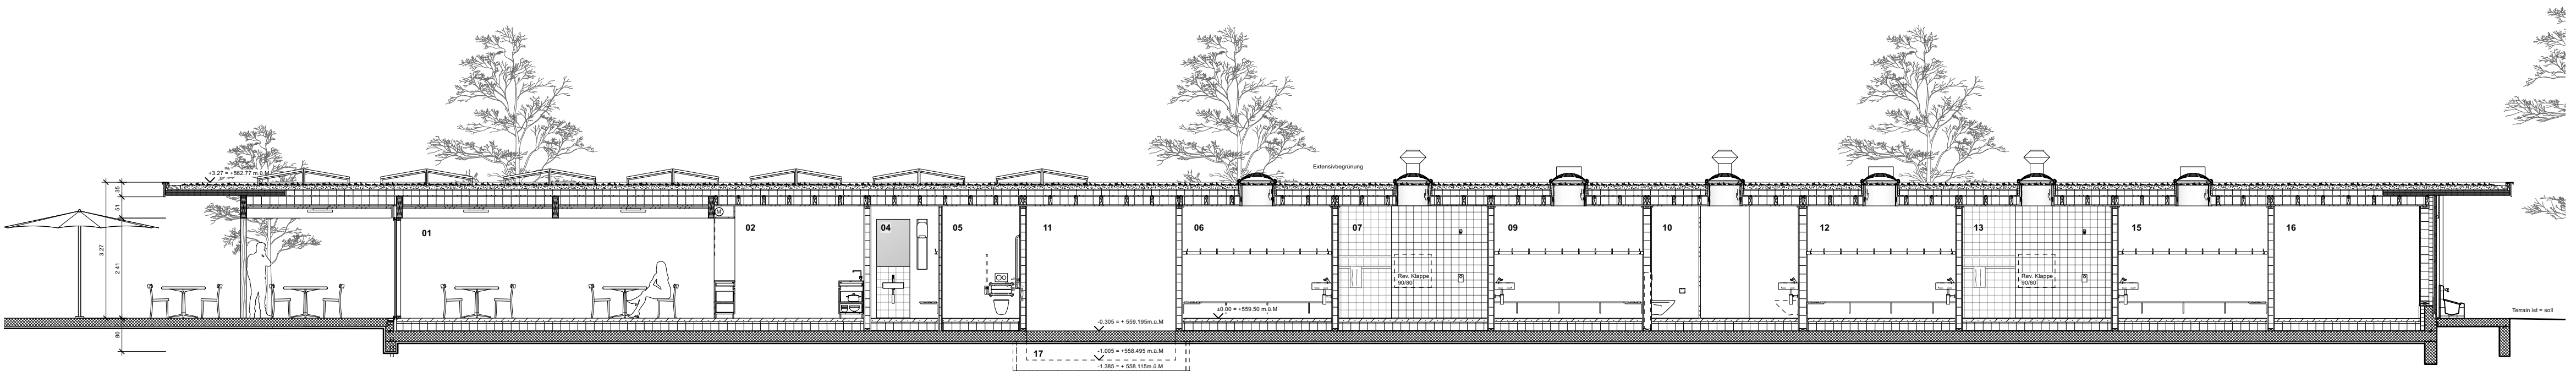 Extensivbegrünung
+3.27 = +562.77 m.ü.M
35
51
3.27
2.41
80
M
01
02
04
05
11
06
07
09
10
12
13
15
16
Rev. Klappe
90/80
Rev. Klappe
90/80
±0.00 = +559.50 m.ü.M
-0.305 = + 559.195m.ü.M
17
-1.005 = +558.495 m.ü.M
-1.385 = + 558.115m.ü.M
Terrain ist = soll